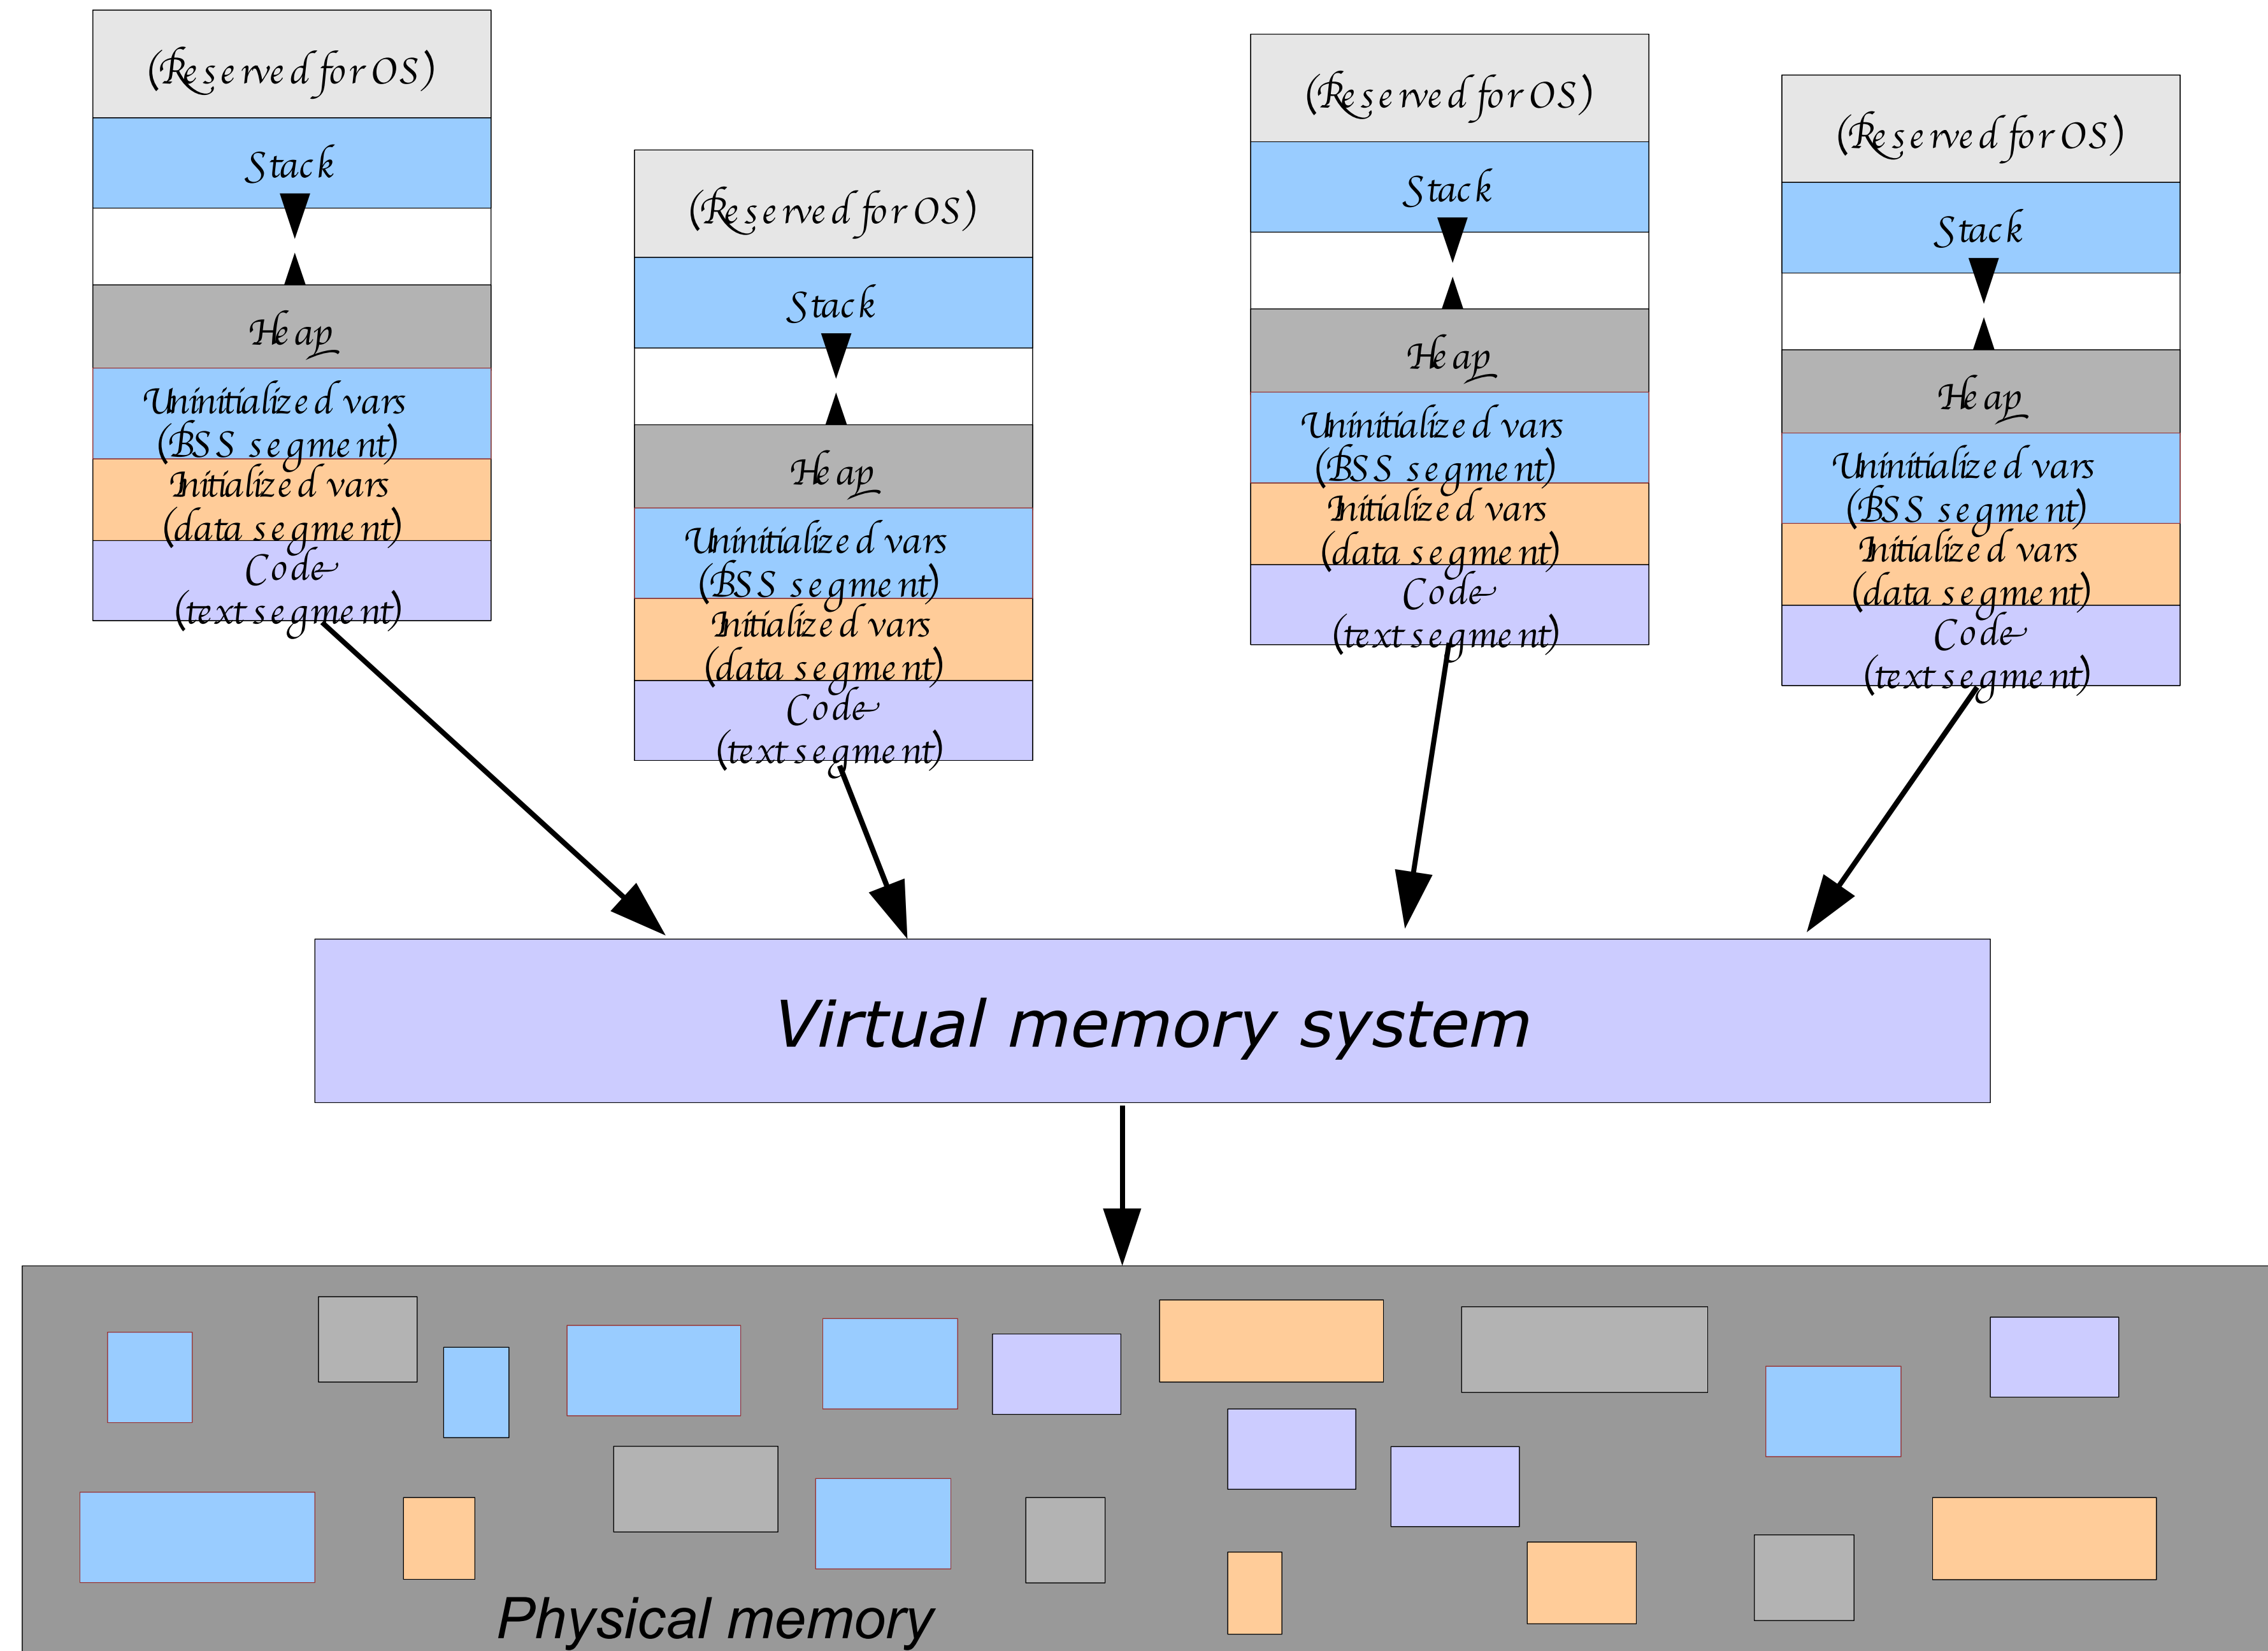 (Reserved for OS)
Stack
Heap
Uninitialized vars
(BSS segment)
Initialized vars
(data segment)
Code
(text segment)
(Reserved for OS)
Stack
Heap
Uninitialized vars
(BSS segment)
Initialized vars
(data segment)
Code
(text segment)
(Reserved for OS)
Stack
Heap
Uninitialized vars
(BSS segment)
Initialized vars
(data segment)
Code
(text segment)
(Reserved for OS)
Stack
Heap
Uninitialized vars
(BSS segment)
Initialized vars
(data segment)
Code
(text segment)
Virtual memory system
Physical memory